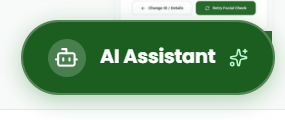 Change ID / Details
Retry Facial Check
AI Assistant